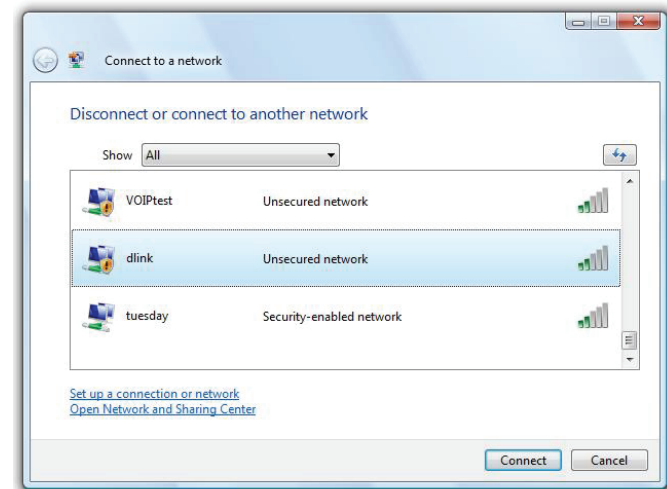 Connect to a network
Disconnect or connect to another network
Show All
VOIPtest Unsecured network
dlink Unsecured network
tuesday Security-enabled network
Set up a connection or network
Open Network and Sharing Center
Connect Cancel